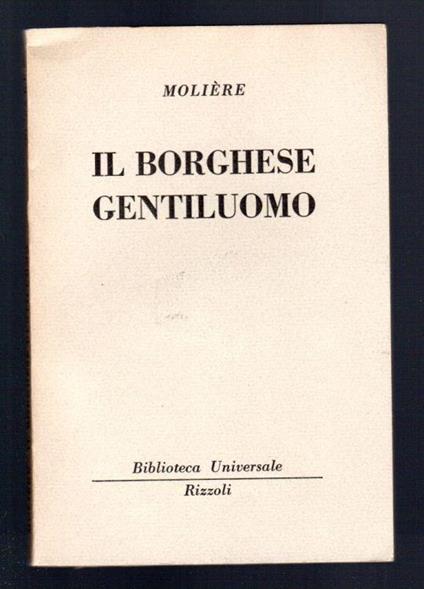 MOLIÈRE
IL BORGHESE
GENTILUOMO
Biblioteca Universale
Rizzoli